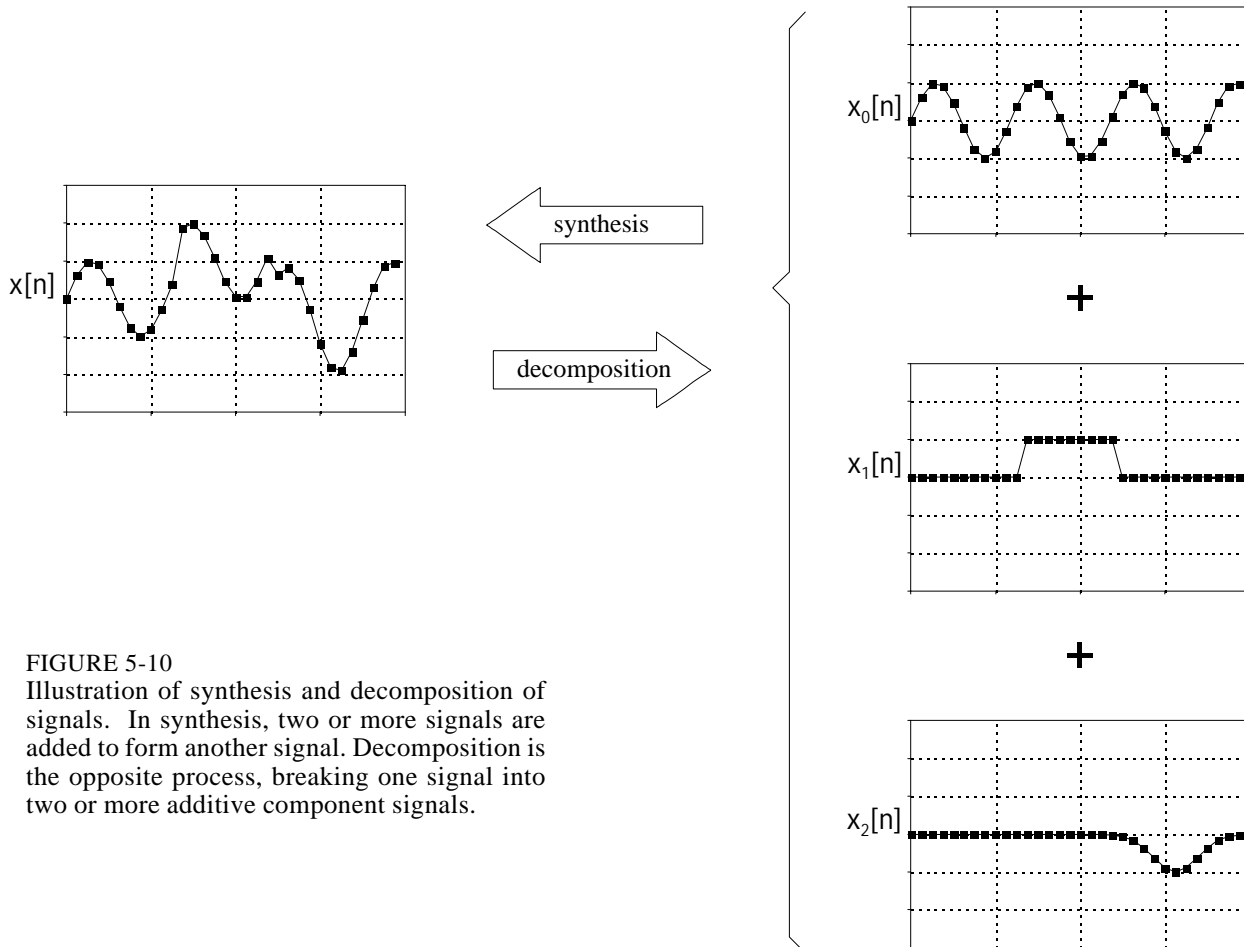 x[n]
synthesis
decomposition
x₀[n]
+
x₁[n]
+
x₂[n]
FIGURE 5-10
Illustration of synthesis and decomposition of
signals. In synthesis, two or more signals are
added to form another signal. Decomposition is
the opposite process, breaking one signal into
two or more additive component signals.